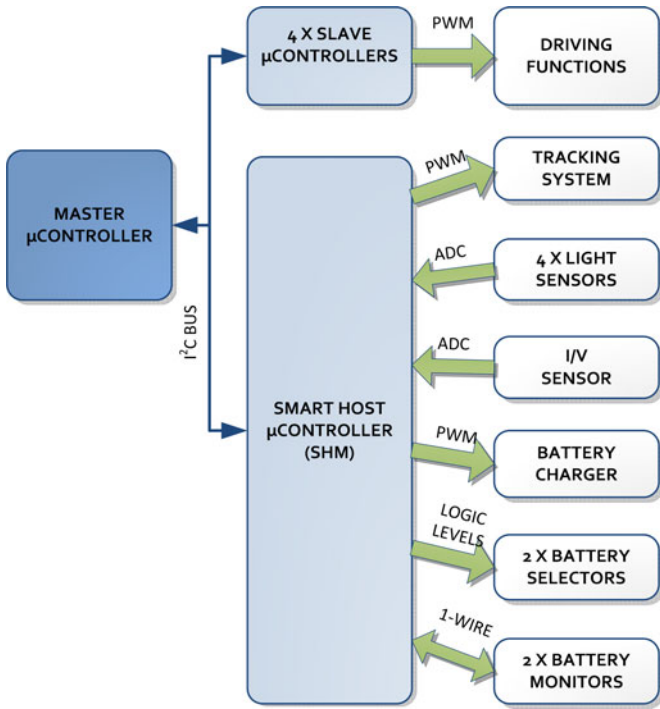 4 X SLAVE
µCONTROLLERS
PWM
DRIVING
FUNCTIONS
MASTER
µCONTROLLER
I²C BUS
SMART HOST
µCONTROLLER
(SHM)
PWM
TRACKING
SYSTEM
ADC
4 X LIGHT
SENSORS
ADC
I/V
SENSOR
PWM
BATTERY
CHARGER
LOGIC
LEVELS
2 X BATTERY
SELECTORS
1-WIRE
2 X BATTERY
MONITORS